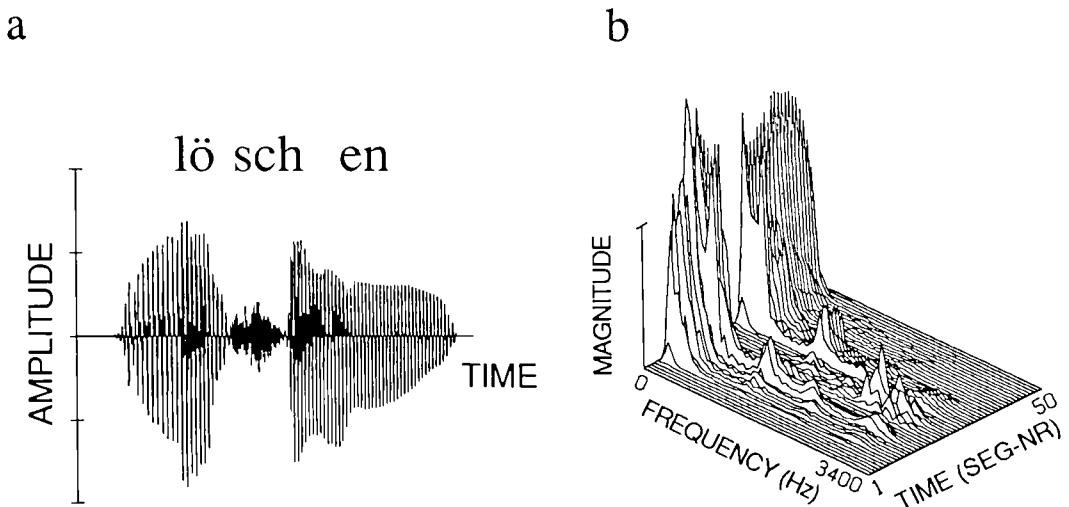 a
lö sch en
AMPLITUDE
TIME
b
MAGNITUDE
0
FREQUENCY (Hz)
3400
1
TIME (SEG-NR)
50